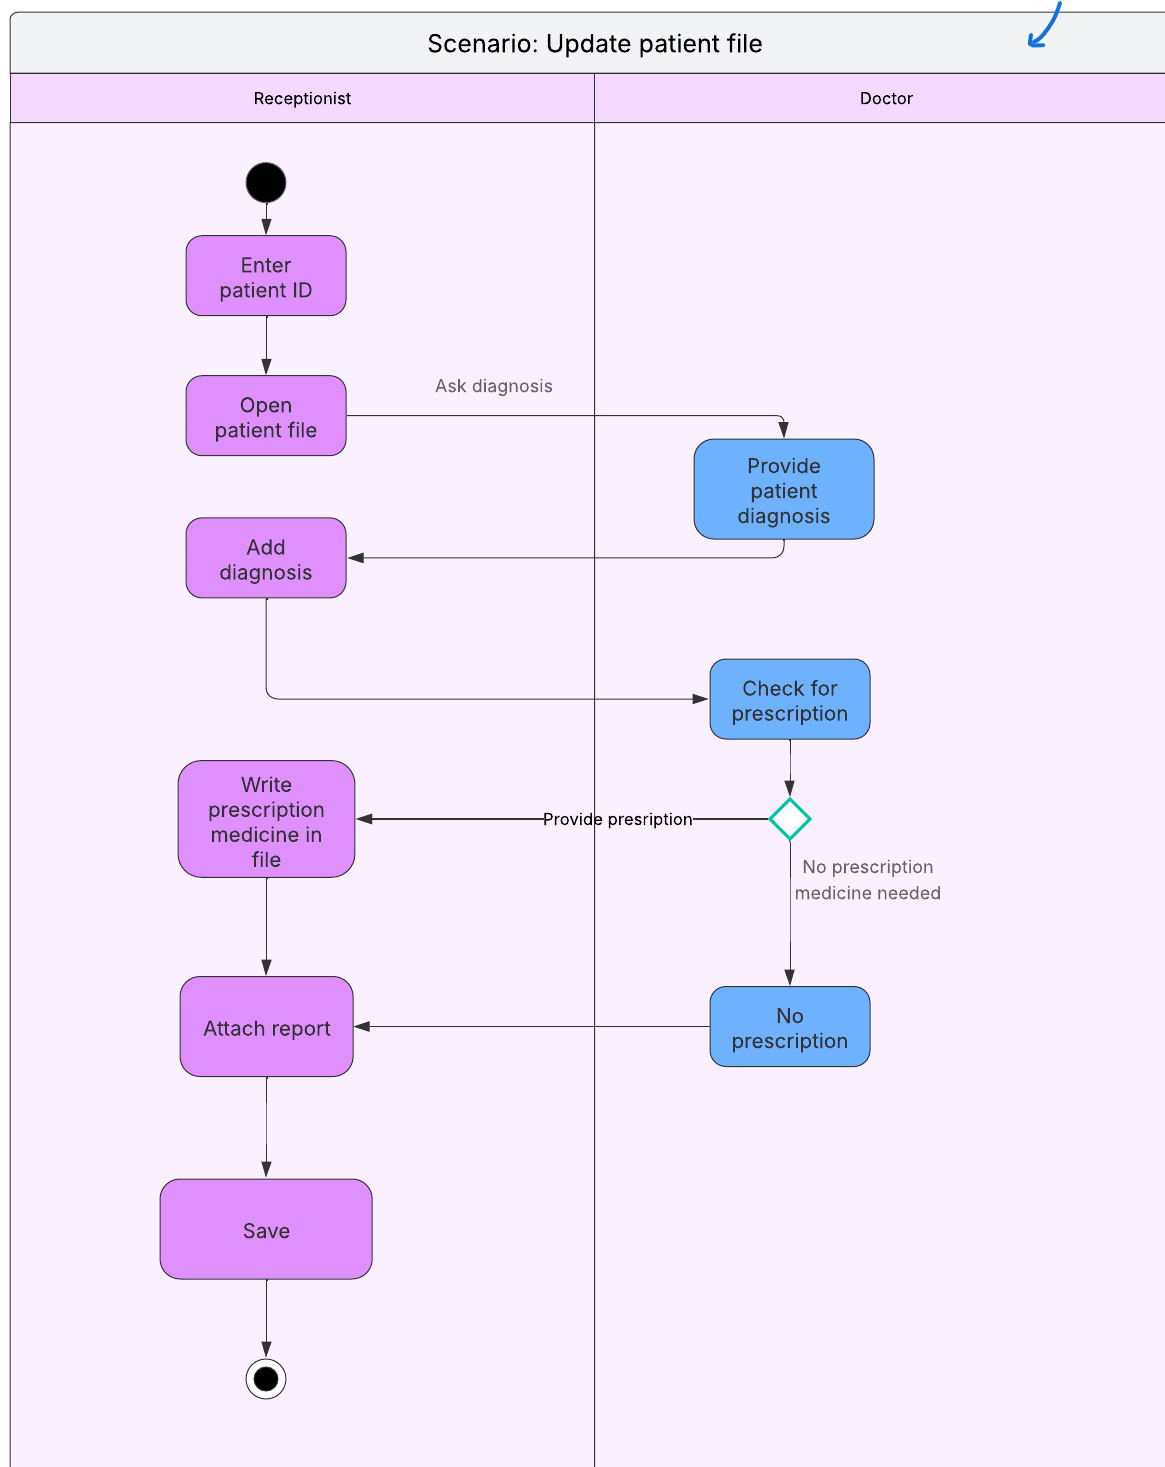 Scenario: Update patient file
Receptionist
Doctor
Enter
patient ID
Open
patient file
Ask diagnosis
Provide
patient
diagnosis
Add
diagnosis
Check for
prescription
Write
prescription
medicine in
file
Provide presription
No prescription
medicine needed
Attach report
No
prescription
Save